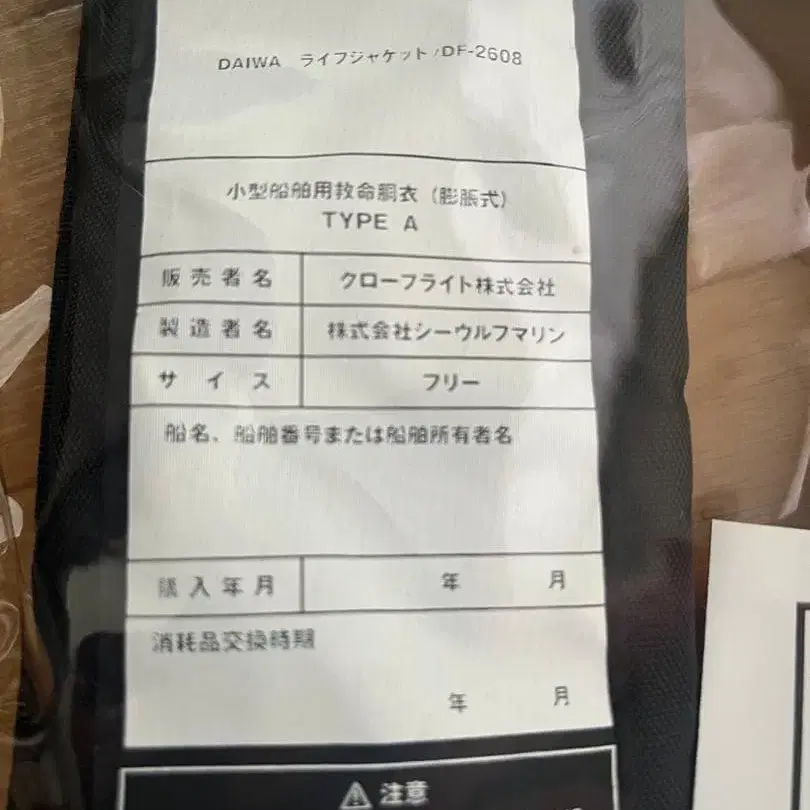 DAIWA ライフジャケット/DF-2608
小型船舶用救命胴衣(膨脹式)
TYPE A
販売者名 グローブライド株式会社
製造者名 株式会社シーウルフマリン
サイス フリー
船名、船舶番号または船舶所有者名
購入年月 年 月
消耗品交換時期
年 月
⚠ 注意